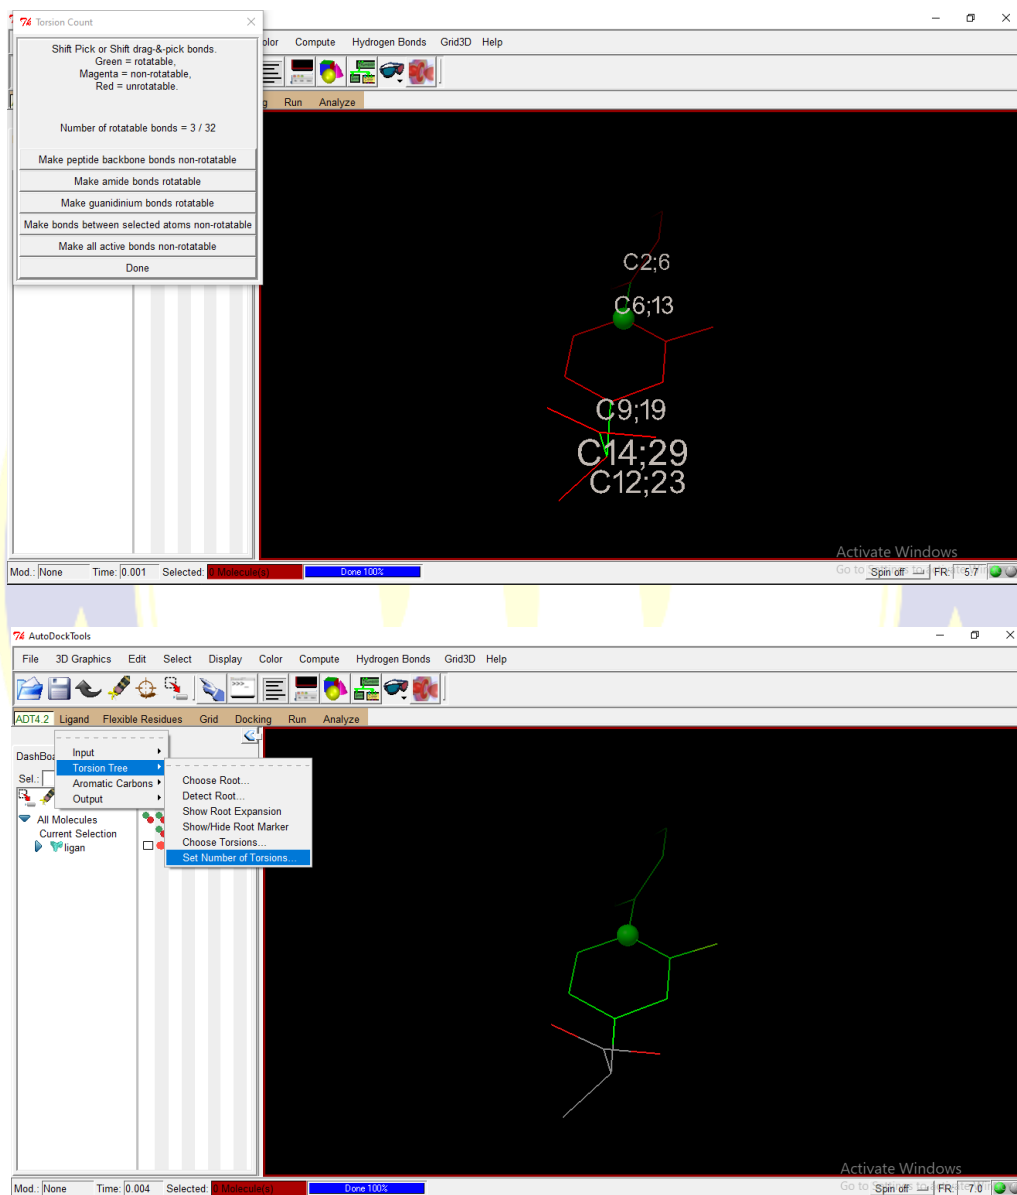 Torsion Count
Shift Pick or Shift drag-&-pick bonds.
Green = rotatable,
Magenta = non-rotatable,
Red = unrotatable.
Number of rotatable bonds = 3 / 32
Make peptide backbone bonds non-rotatable
Make amide bonds rotatable
Make guanidinium bonds rotatable
Make bonds between selected atoms non-rotatable
Make all active bonds non-rotatable
Done
Compute Hydrogen Bonds Grid3D Help
Run Analyze
C2;6
C6;13
C9;19
C14;29
C12;23
Activate Windows
Mod.: None Time: 0.001 Selected: 0 Molecule(s) Done 100% Spin off FR: 5.7
AutoDockTools
File 3D Graphics Edit Select Display Color Compute Hydrogen Bonds Grid3D Help
ADT4.2 Ligand Flexible Residues Grid Docking Run Analyze
Input
Torsion Tree
Aromatic Carbons
Output
Choose Root...
Detect Root...
Show Root Expansion
Show/Hide Root Marker
Choose Torsions...
Set Number of Torsions...
Sel.:
All Molecules
Current Selection
ligan
Activate Windows
Mod.: None Time: 0.004 Selected: 0 Molecule(s) Done 100% Spin off FR: 7.0